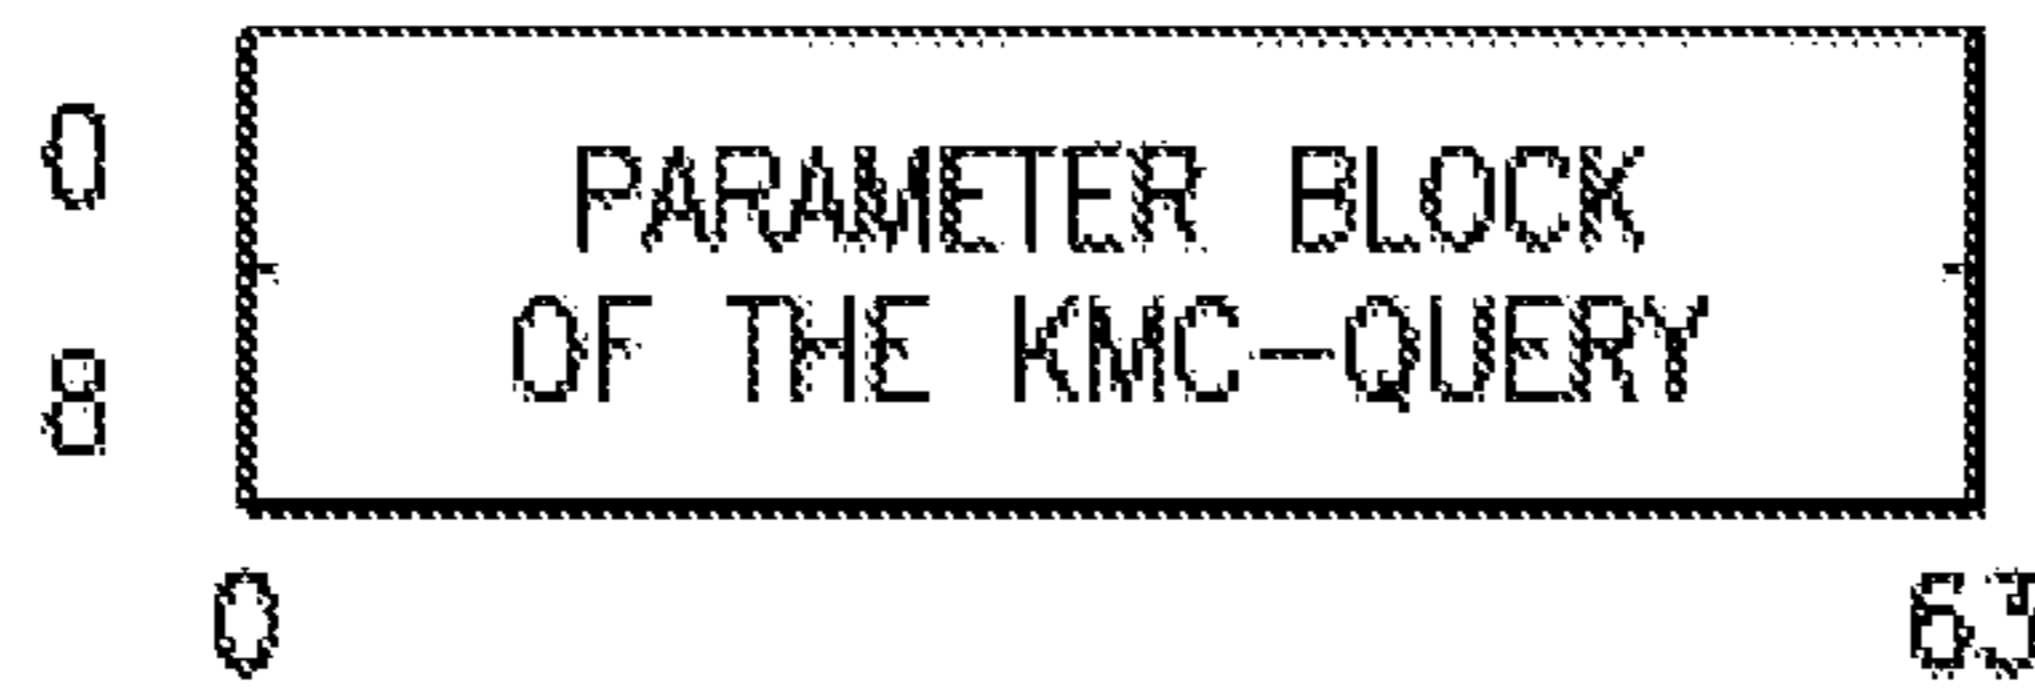 0
PARAMETER BLOCK
OF THE KMC-QUERY
8
0 63